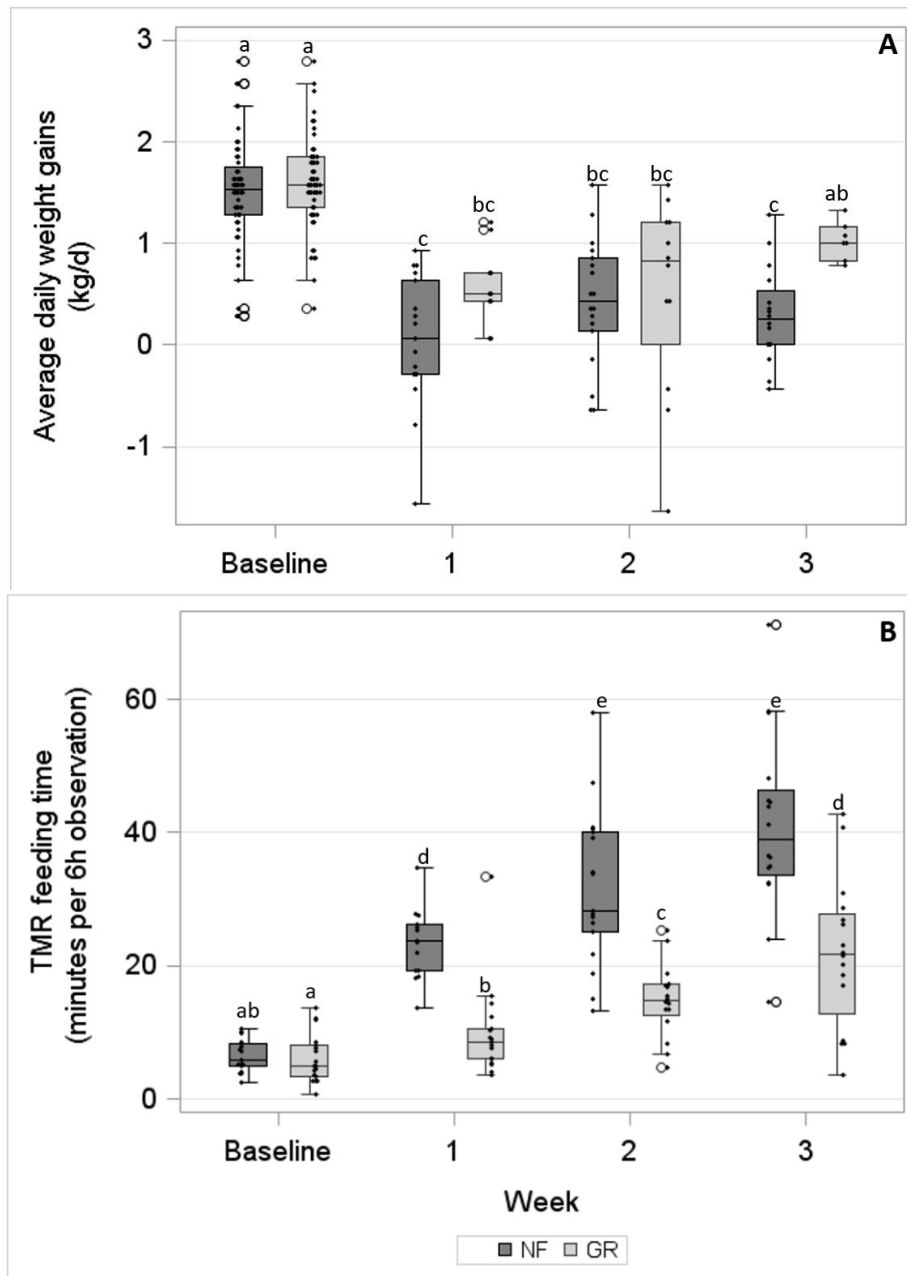 A
3
a a
2
bc bc
ab
bc
c
1
c
0
-1
Average daily weight gains
(kg/d)
Baseline 1 2 3
B
60
e e
40
d
d
c
20
b
ab a
0
TMR feeding time
(minutes per 6h observation)
Baseline 1 2 3
Week
NF GR